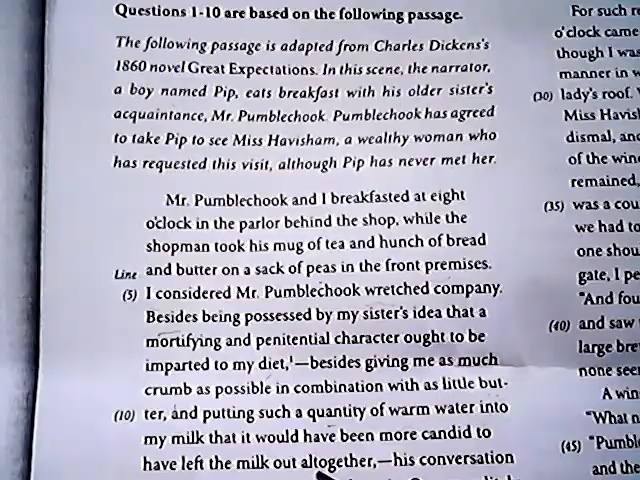 Questions 1-10 are based on the following passage.
The following passage is adapted from Charles Dickens's
1860 novel Great Expectations. In this scene, the narrator,
a boy named Pip, eats breakfast with his older sister's
acquaintance, Mr. Pumblechook. Pumblechook has agreed
to take Pip to see Miss Havisham, a wealthy woman who
has requested this visit, although Pip has never met her.
Mr. Pumblechook and I breakfasted at eight
o'clock in the parlor behind the shop, while the
shopman took his mug of tea and hunch of bread
Line and butter on a sack of peas in the front premises.
(5) I considered Mr. Pumblechook wretched company.
Besides being possessed by my sister's idea that a
mortifying and penitential character ought to be
imparted to my diet,¹—besides giving me as much
crumb as possible in combination with as little but-
(10) ter, and putting such a quantity of warm water into
my milk that it would have been more candid to
have left the milk out altogether,—his conversation
For such
o'clock came
though I was
manner in
(30) lady's roof.
Miss
dismal, and
of the
remained,
(35) was a
we had to
one
gate, I
"And
(40) and saw
large
none
A
"What
(45)
and the